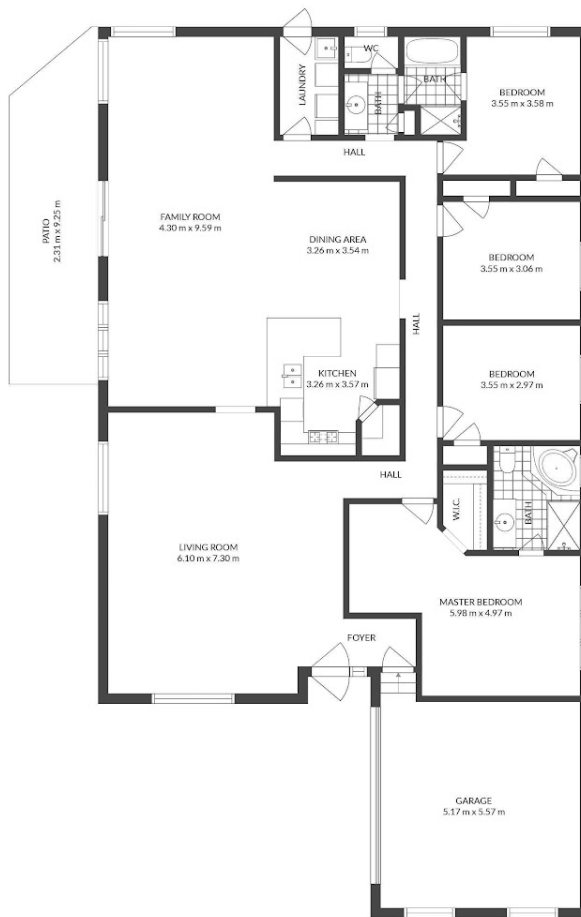 WC
LAUNDRY
BATH
BATH
BEDROOM
3.55 m x 3.58 m
HALL
PATIO
2.31 m x 9.25 m
FAMILY ROOM
4.30 m x 9.59 m
DINING AREA
3.26 m x 3.54 m
BEDROOM
3.55 m x 3.06 m
HALL
KITCHEN
3.26 m x 3.57 m
BEDROOM
3.55 m x 2.97 m
HALL
W.I.C.
BATH
LIVING ROOM
6.10 m x 7.30 m
MASTER BEDROOM
5.98 m x 4.97 m
FOYER
GARAGE
5.17 m x 5.57 m